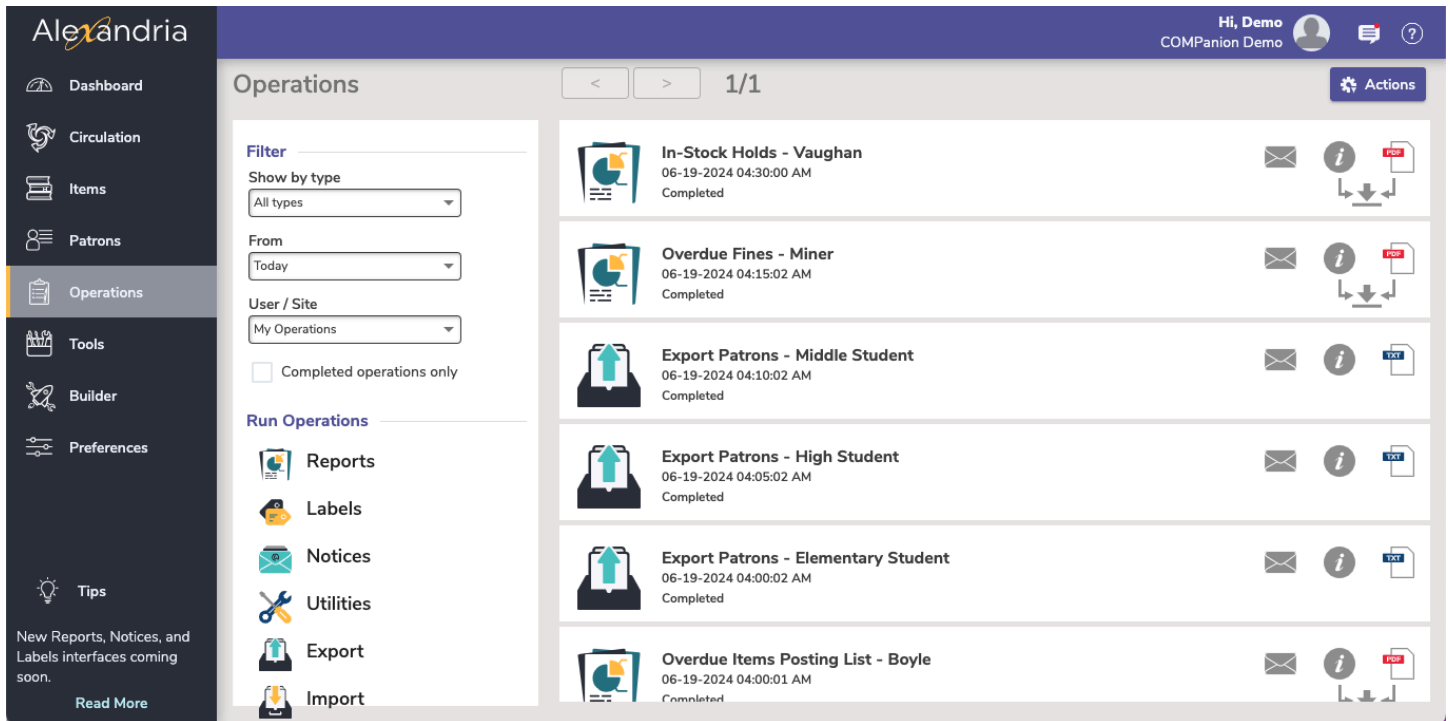 Alexandria
Hi, Demo
COMPanion Demo
?
Dashboard
Circulation
Items
Patrons
Operations
Tools
Builder
Preferences
Tips
New Reports, Notices, and
Labels interfaces coming
soon.
Read More
Operations
< > 1/1
Actions
Filter
Show by type
All types
From
Today
User / Site
My Operations
Completed operations only
Run Operations
Reports
Labels
Notices
Utilities
Export
Import
In-Stock Holds - Vaughan
06-19-2024 04:30:00 AM
Completed
i
PDF
Overdue Fines - Miner
06-19-2024 04:15:02 AM
Completed
i
PDF
Export Patrons - Middle Student
06-19-2024 04:10:02 AM
Completed
i
TXT
Export Patrons - High Student
06-19-2024 04:05:02 AM
Completed
i
TXT
Export Patrons - Elementary Student
06-19-2024 04:00:02 AM
Completed
i
TXT
Overdue Items Posting List - Boyle
06-19-2024 04:00:01 AM
Completed
i
PDF